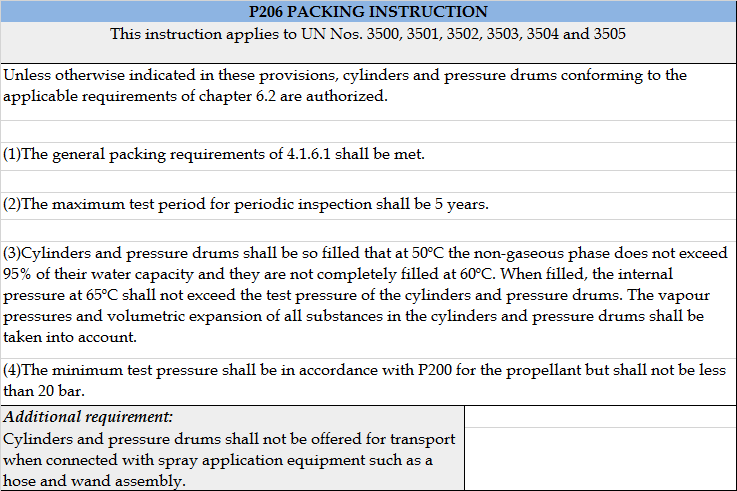 P206 PACKING INSTRUCTION
This instruction applies to UN Nos. 3500, 3501, 3502, 3503, 3504 and 3505
Unless otherwise indicated in these provisions, cylinders and pressure drums conforming to the
applicable requirements of chapter 6.2 are authorized.
(1)The general packing requirements of 4.1.6.1 shall be met.
(2)The maximum test period for periodic inspection shall be 5 years.
(3)Cylinders and pressure drums shall be so filled that at 50°C the non-gaseous phase does not exceed
95% of their water capacity and they are not completely filled at 60°C. When filled, the internal
pressure at 65°C shall not exceed the test pressure of the cylinders and pressure drums. The vapour
pressures and volumetric expansion of all substances in the cylinders and pressure drums shall be
taken into account.
(4)The minimum test pressure shall be in accordance with P200 for the propellant but shall not be less
than 20 bar.
Additional requirement:
Cylinders and pressure drums shall not be offered for transport
when connected with spray application equipment such as a
hose and wand assembly.